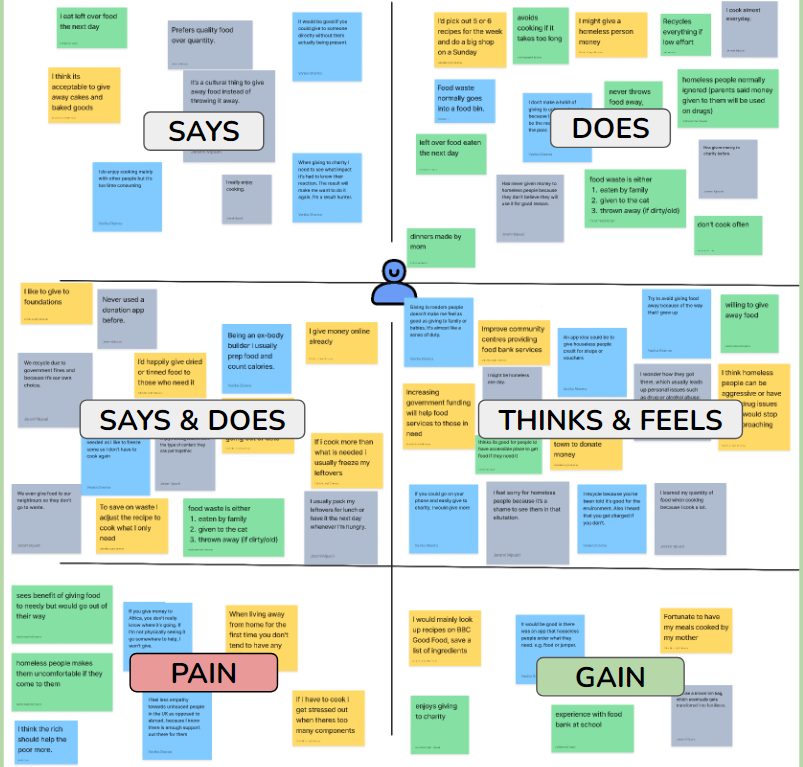 I eat left over food
the next day
Prefers quality food
over quantity.
It would be good if you
could give to someone
directly without them
actually being present
I think its
acceptable to give
away cakes and
baked goods
It's a cultural thing to give
away food instead of
throwing it away.
SAYS
I do enjoy cooking mainly
with other people but it's
too time consuming
I really enjoy
cooking.
When giving to charity I
need to see what impact
it's had to know their
reaction. The result will
make me want to do it
again. I'm a result hunter.
I'd pick out 5 or 6
recipes for the week
and do a big shop
on a Sunday
avoids
cooking if it
takes too long
I might give a
homeless person
money
Recycles
everything if
low effort
I cook almost
everyday.
Food waste
normally goes
into a food bin.
never throws
food away,
homeless people normally
ignored (parents said money
given to them will be used
on drugs)
DOES
left over food eaten
the next day
Has never given money to
homeless people because
they don't believe they will
use it for good reason.
food waste is either
1. eaten by family
2. given to the cat
3. thrown away (if dirty/old)
Has given money to
charity before.
don't cook often
dinners made by
mom
I like to give to
foundations
Never used a
donation app
before.
We recycle due to
government fines and
because it's our own
choice.
I'd happily give dried
or tinned food to
those who need it
Being an ex-body
builder I usually
prep food and
count calories.
I give money online
already
SAYS & DOES
If I cook more than
what is needed I
usually freeze my
leftovers
We even give food to our
neighbours so they don't
go to waste.
To save on waste I
adjust the recipe to
cook what I only
need
food waste is either
1. eaten by family
2. given to the cat
3. thrown away (if dirty/old)
I usually pack my
leftovers for lunch or
have it the next day
whenever I'm hungry.
Giving to random people
doesn't make me feel as
good as giving to family or
babies, it's almost like a
sense of duty.
Improve community
centres providing
food bank services
An app idea could be to
give homeless people
credit for shops or
vouchers
Try to avoid giving food
away because of the way
that I grew up
willing to give
away food
Increasing
government funding
will help food
services to those in
need
I might be homeless
one day.
I wonder how they got
there, which usually leads
up personal issues such
as drug or alcohol abuse
I think homeless
people can be
aggressive or have
drug issues
would stop
THINKS & FEELS
thinks its good for people to
have accessible place to get
food if they need it
town to donate
money
If you could go on your
phone and easily give to
charity, I would give more
I feel sorry for homeless
people because it's a
shame to see them in that
situtation.
I recycle because you've
been told it's good for the
environment. Also I heard
that you get charged if
you don't.
I learned my quantity of
food when cooking
because I cook a lot.
sees benefit of giving food
to needy but would go out of
their way
If you give money to
Africa, you don't really
know where it's going. If
I'm not physically seeing it
go somewhere to help, I
won't give.
When living away
from home for the
first time you don't
tend to have any
PAIN
homeless people makes
them uncomfortable if they
come to them
I feel less empathy
towards unhoused people
in the UK as opposed to
abroad, because I know
there is enough support
out there for them
If i have to cook i
get stressed out
when theres too
many components
I think the rich
should help the
poor more.
I would mainly look
up recipes on BBC
Good Food, save a
list of ingredients
It would be good is there
was an app that homeless
people enter what they
need, e.g. food or jumper.
Fortunate to have
my meals cooked by
my mother
GAIN
enjoys giving
to charity
experience with food
bank at school